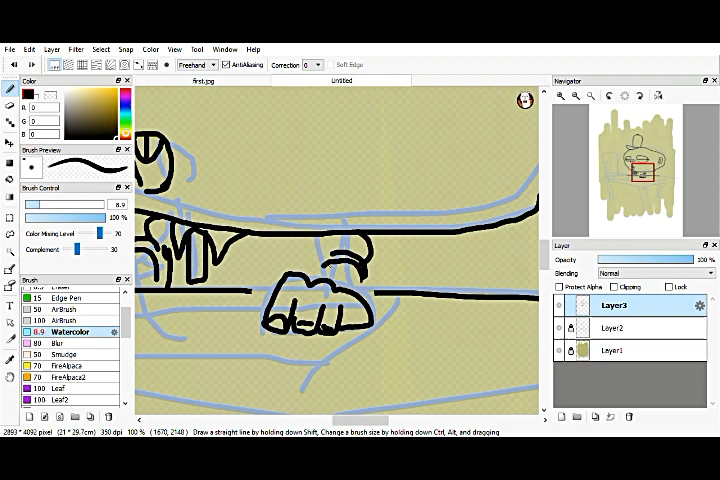 File Edit Layer Filter Select Snap Color View Tool Window Help
OFF Freehand AntiAliasing Correction 0 Soft Edge
first.jpg Untitled
Color
R 0
G 0
B 0
Brush Preview
Brush Control
8.9
100 %
Color Mixing Level 70
Complement 30
Brush
15 Edge Pen
50 AirBrush
100 AirBrush
8.9 Watercolor
80 Blur
50 Smudge
70 FireAlpaca
70 FireAlpaca2
100 Leaf
100 Leaf2
Navigator
Layer
Opacity 100 %
Blending Normal
Protect Alpha Clipping Lock
Layer3
Layer2
Layer1
2893 * 4092 pixel (21 * 29.7cm) 350 dpi 100 % ( 1670, 2148 ) Draw a straight line by holding down Shift, Change a brush size by holding down Ctrl, Alt, and dragging